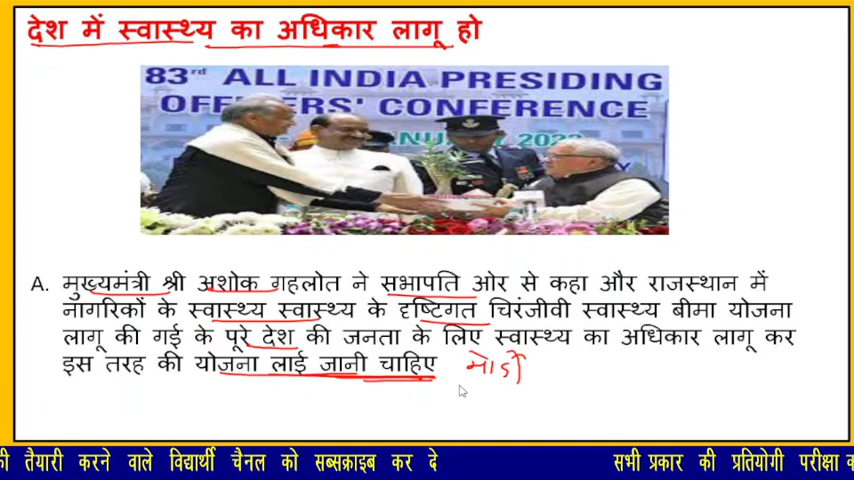 देश में स्वास्थ्य का अधिकार लागू हो
83rd ALL INDIA PRESIDING
OFFICERS' CONFERENCE
A. मुख्यमंत्री श्री अशोक गहलोत ने सभापति ओर से कहा और राजस्थान में
नागरिकों के स्वास्थ्य स्वास्थ्य के दृष्टिगत चिरंजीवी स्वास्थ्य बीमा योजना
लागू की गई के पूरे देश की जनता के लिए स्वास्थ्य का अधिकार लागू कर
इस तरह की योजना लाई जानी चाहिए मोदी
की तैयारी करने वाले विद्यार्थी चैनल को सब्सक्राइब कर दे सभी प्रकार की प्रतियोगी परीक्षा